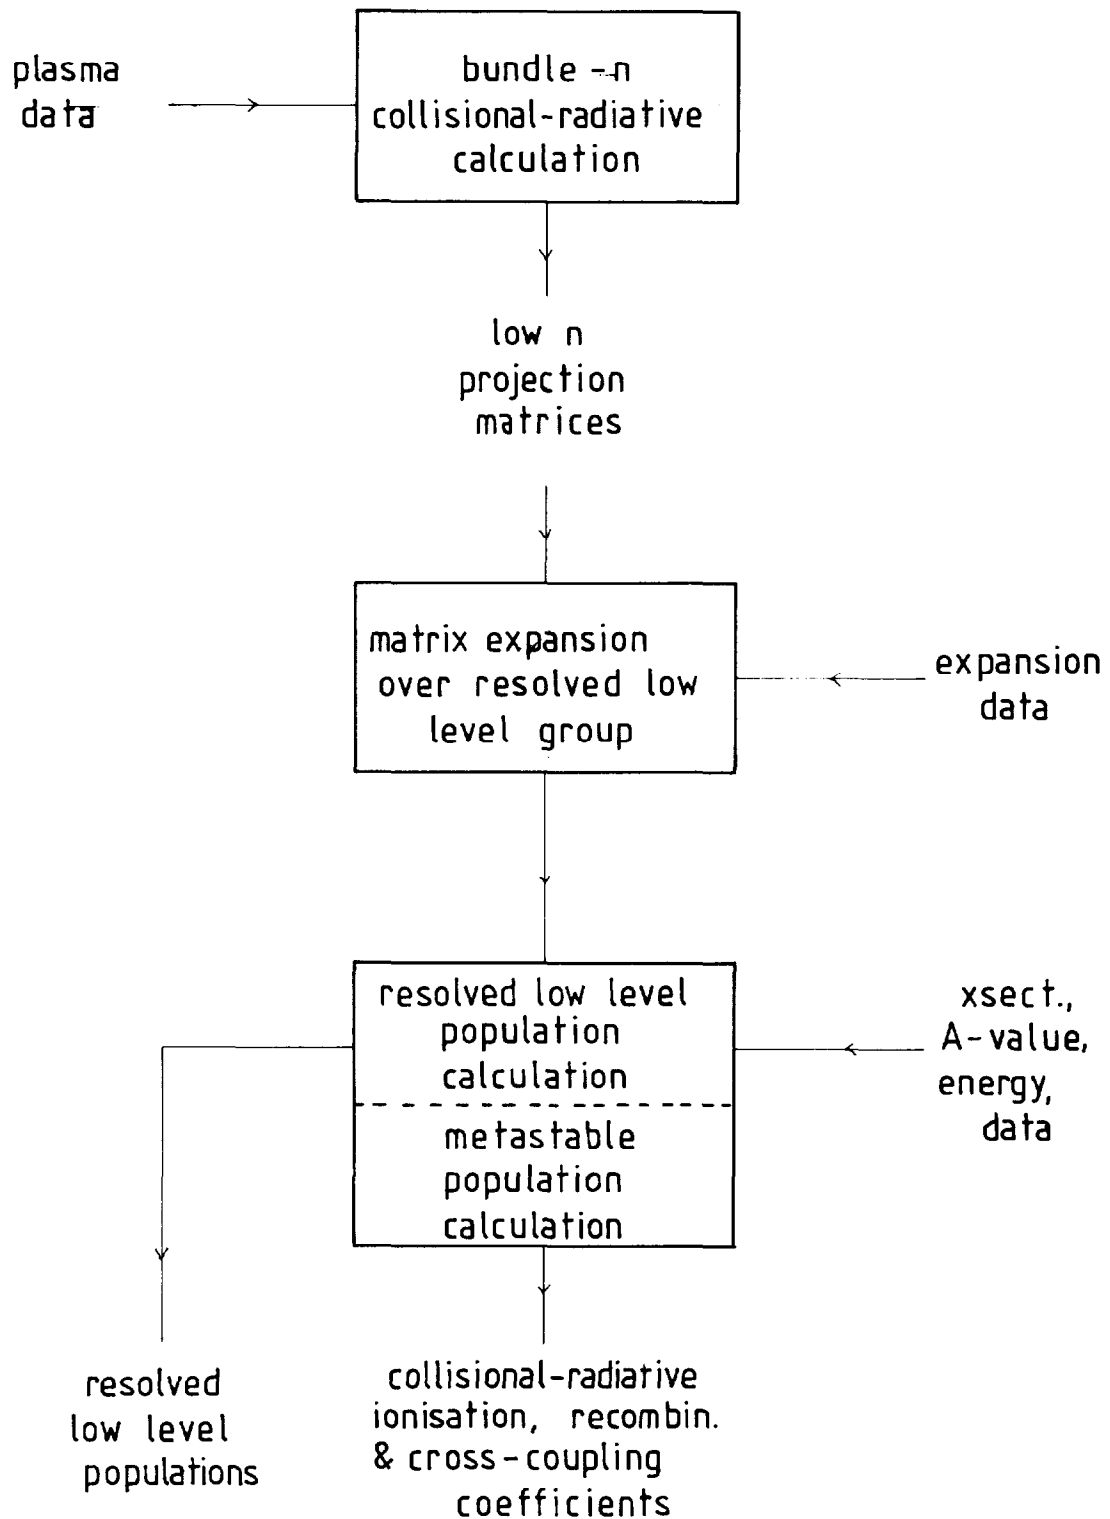 plasma
data
bundle -n
collisional-radiative
calculation
low n
projection
matrices
matrix expansion
over resolved low
level group
expansion
data
resolved low level
population
calculation
metastable
population
calculation
xsect.,
A-value,
energy,
data
resolved
low level
populations
collisional-radiative
ionisation, recombin.
& cross-coupling
coefficients